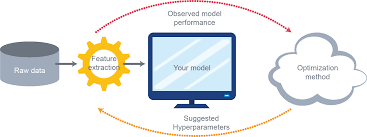 Observed model
performance
Raw data
Feature
extraction
Your model
Optimization
method
Suggested
Hyperparameters